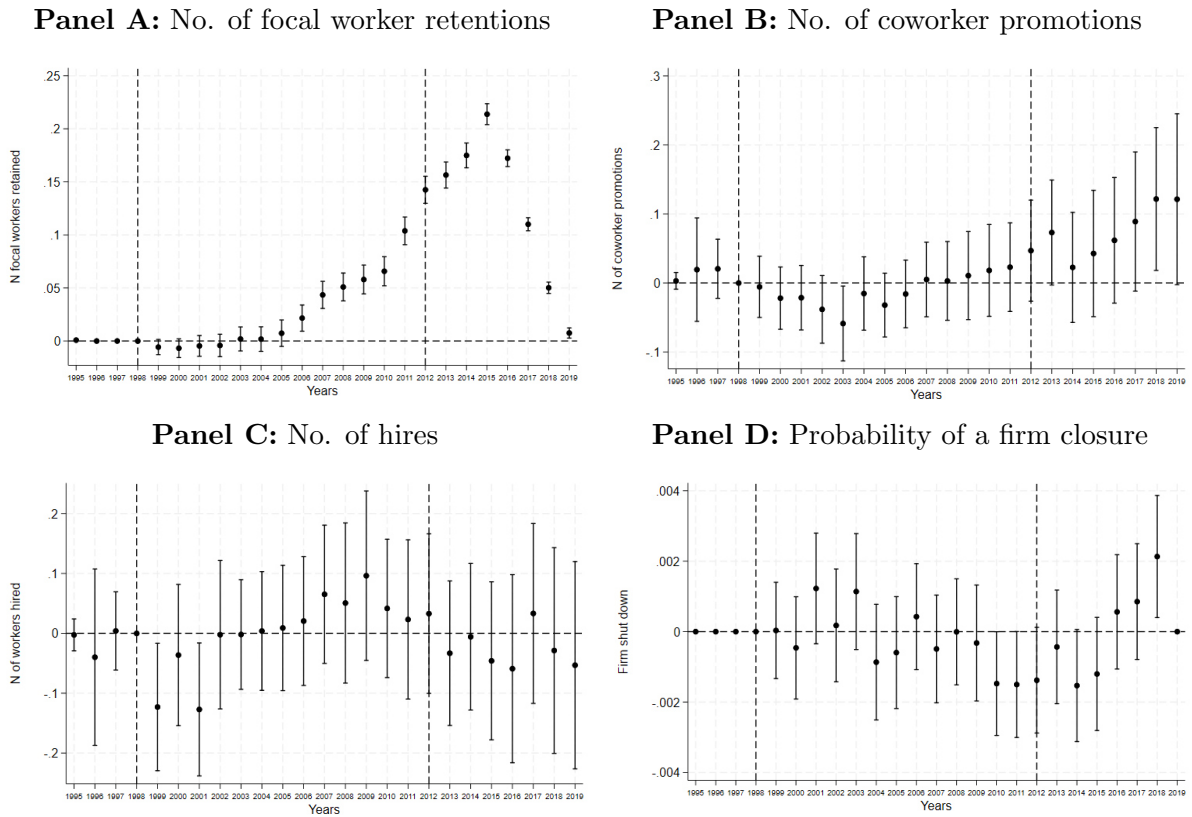 Panel A: No. of focal worker retentions
N focal workers retained
.25
.2
.15
.1
.05
0
1995 1996 1997 1998 1999 2000 2001 2002 2003 2004 2005 2006 2007 2008 2009 2010 2011 2012 2013 2014 2015 2016 2017 2018 2019
Years
Panel B: No. of coworker promotions
N of coworker promotions
.3
.2
.1
0
-.1
1995 1996 1997 1998 1999 2000 2001 2002 2003 2004 2005 2006 2007 2008 2009 2010 2011 2012 2013 2014 2015 2016 2017 2018 2019
Years
Panel C: No. of hires
N of workers hired
.2
.1
0
-.1
-.2
1995 1996 1997 1998 1999 2000 2001 2002 2003 2004 2005 2006 2007 2008 2009 2010 2011 2012 2013 2014 2015 2016 2017 2018 2019
Years
Panel D: Probability of a firm closure
Firm shut down
.004
.002
0
-.002
-.004
1995 1996 1997 1998 1999 2000 2001 2002 2003 2004 2005 2006 2007 2008 2009 2010 2011 2012 2013 2014 2015 2016 2017 2018 2019
Years